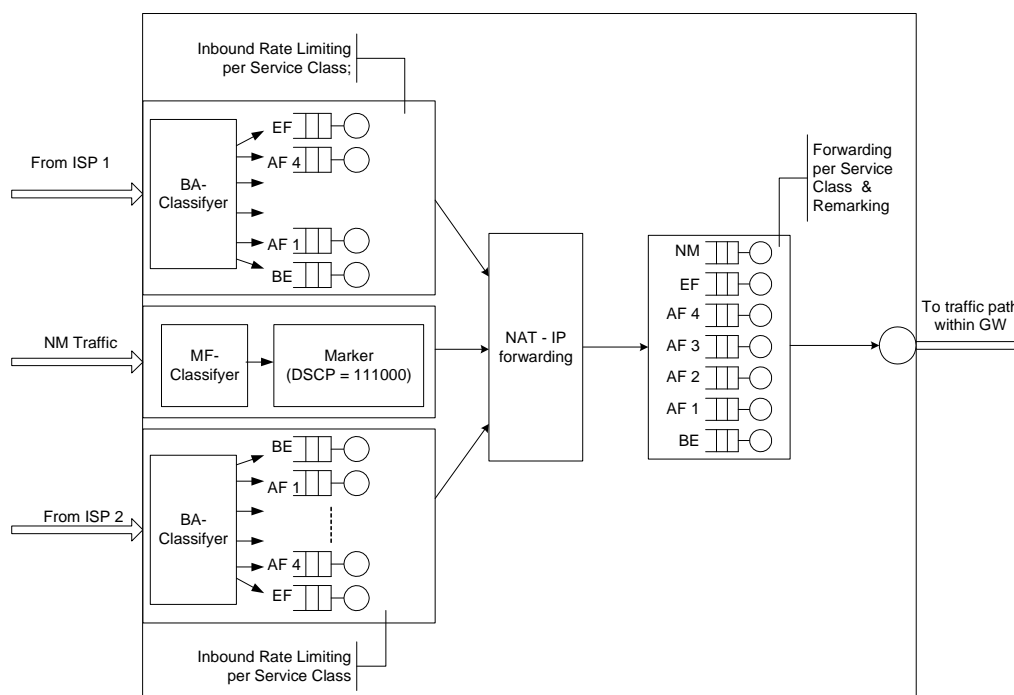 Inbound Rate Limiting
per Service Class;
From ISP 1
BA-
Classifyer
EF
AF 4
AF 1
BE
NM Traffic
MF-
Classifyer
Marker
(DSCP = 111000)
From ISP 2
BA-
Classifyer
BE
AF 1
AF 4
EF
Inbound Rate Limiting
per Service Class
NAT - IP
forwarding
Forwarding
per Service
Class & 
Remarking
NM
EF
AF 4
AF 3
AF 2
AF 1
BE
To traffic path
within GW